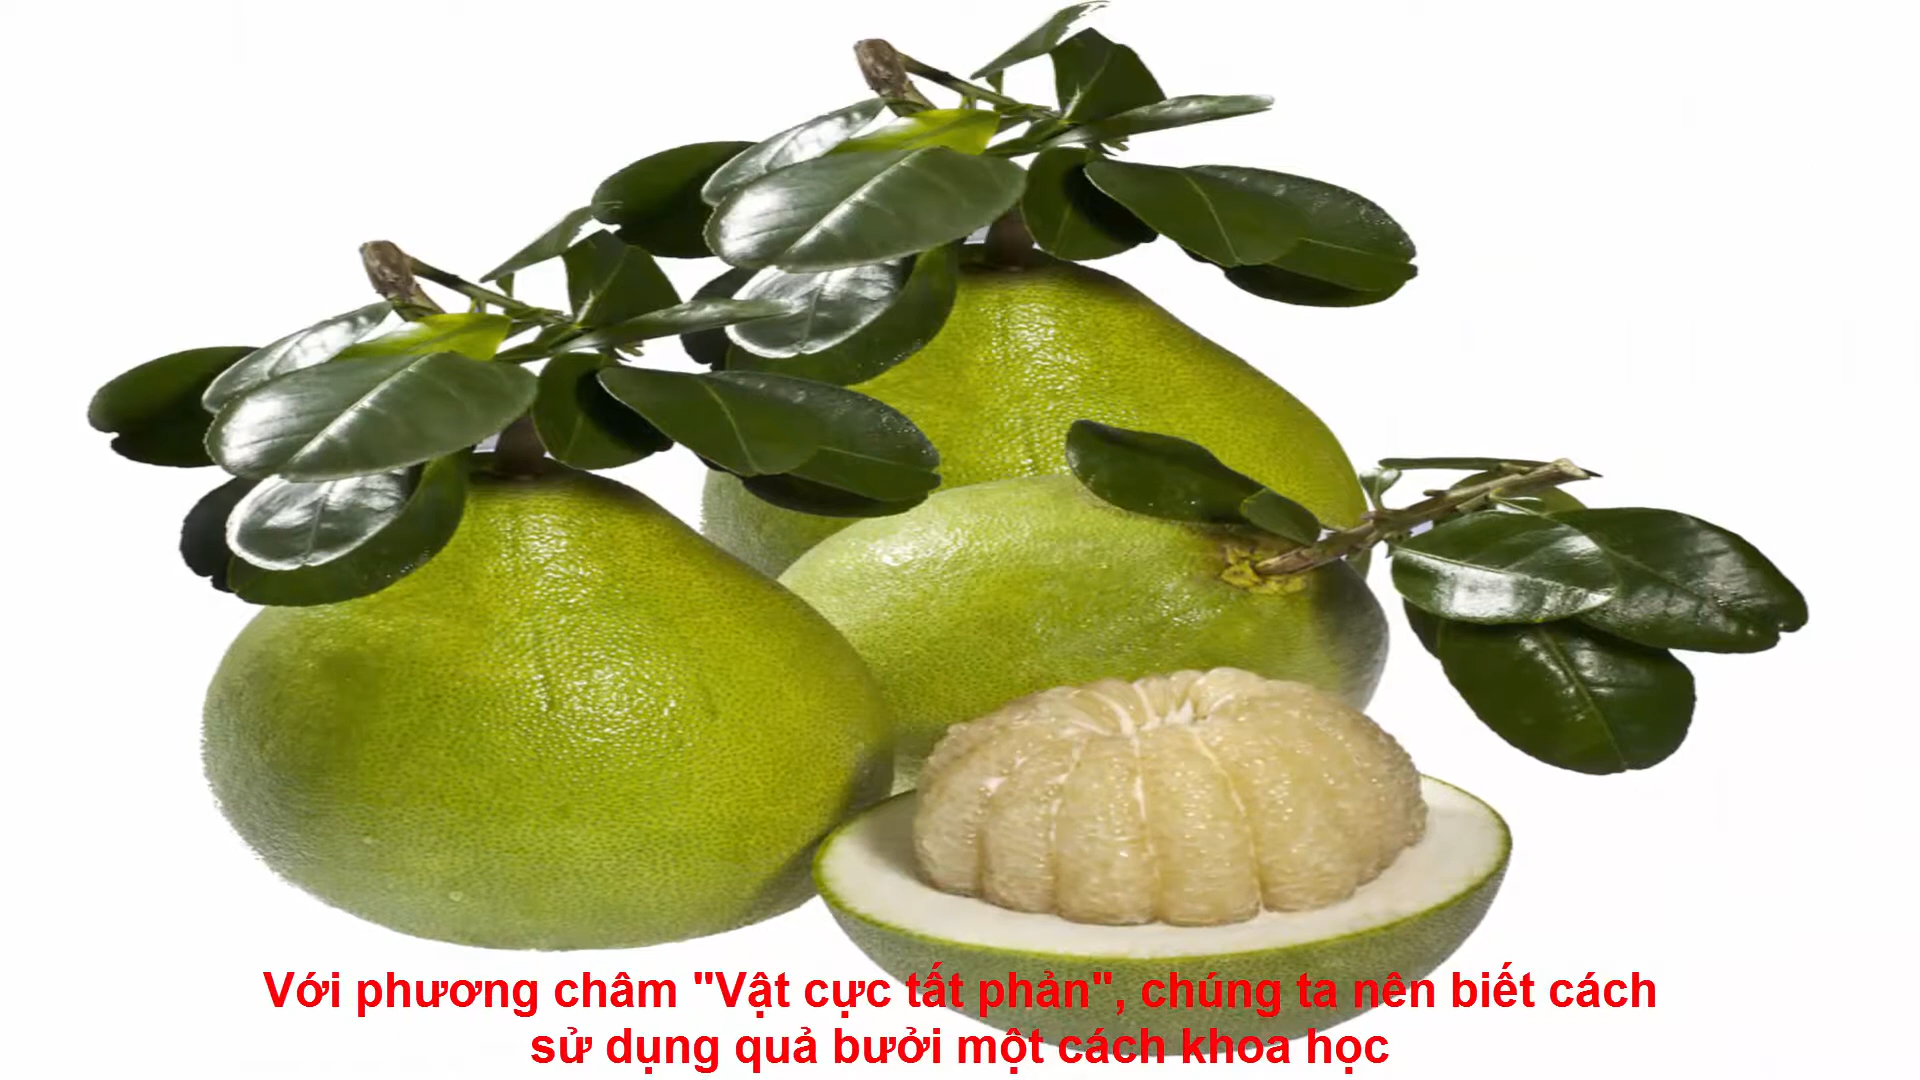 Với phương châm "Vật cực tất phản", chúng ta nên biết cách
sử dụng quả bưởi một cách khoa học